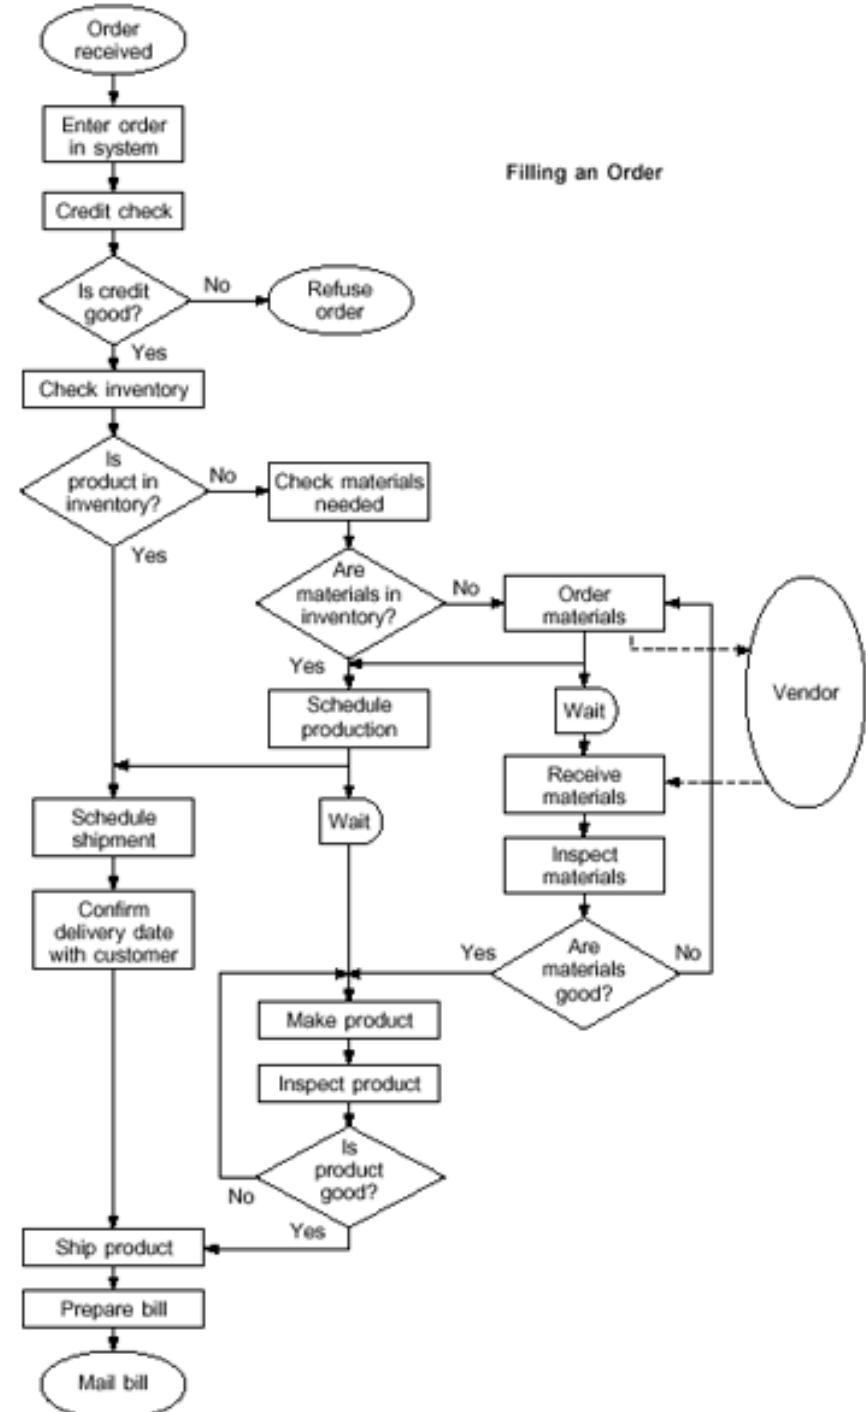 Order
received
Enter order
in system
Filling an Order
Credit check
Is credit
good?
No
Refuse
order
Yes
Check inventory
Is
product in
inventory?
No
Check materials
needed
Yes
Are
materials in
inventory?
No
Order
materials
Vendor
Yes
Schedule
production
Wait
Receive
materials
Schedule
shipment
Wait
Inspect
materials
Confirm
delivery date
with customer
Yes
Are
materials
good?
No
Make product
Inspect product
Is
product
good?
No
Yes
Ship product
Prepare bill
Mail bill